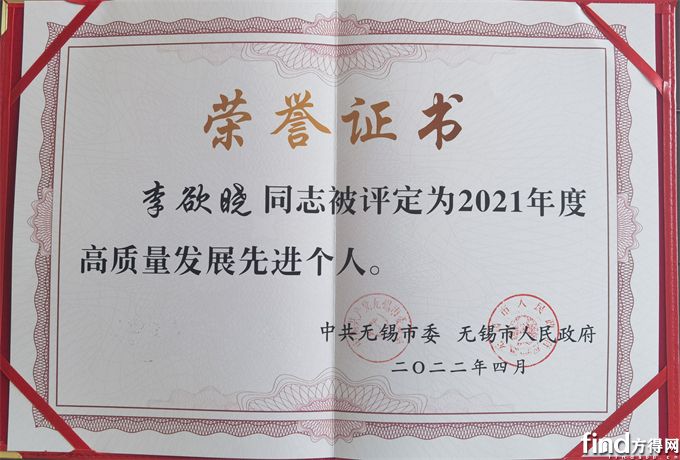 荣誉证书
李欲晓 同志被评定为2021年度
高质量发展先进个人。
中共无锡市委 无锡市人民政府
二〇二二年四月
find方得网